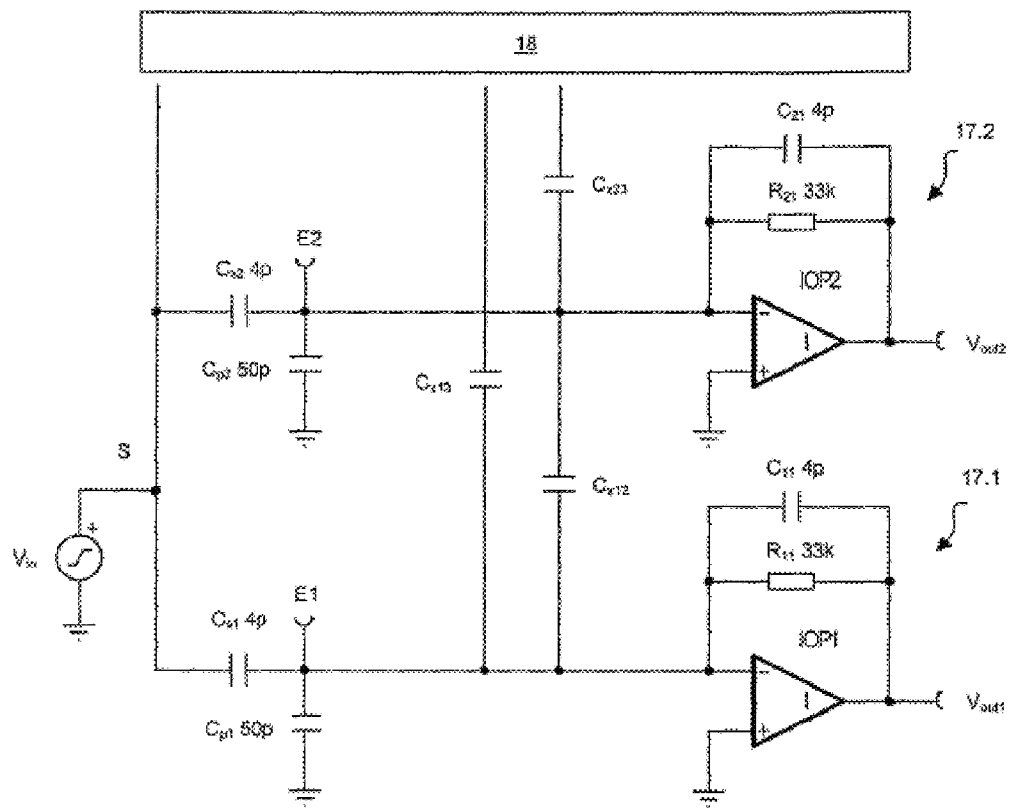 18
C₂₁ 4p
17.2
R₂₁ 33k
Cₓ₂₃
E2
IOP2
Cₛ₂ 4p
Vₒᵤₜ₂
Cₚ₂ 50p
Cₓ₁₃
S
C₁₁ 4p
17.1
Cₓ₁₂
R₁₁ 33k
Vᵢₙ
E1
IOP1
Cₛ₁ 4p
Vₒᵤₜ₁
Cₚ₁ 50p